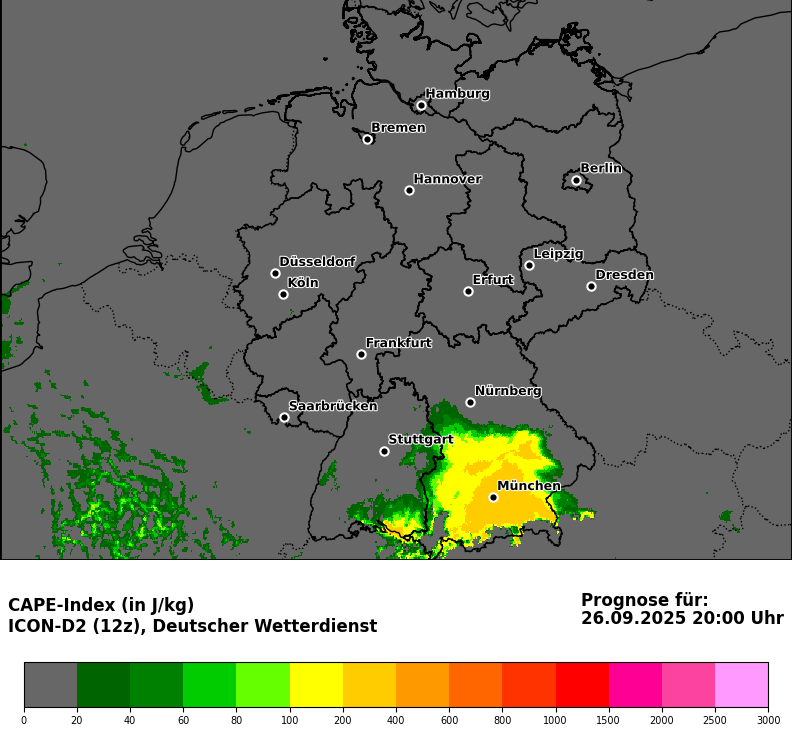 Hamburg
Bremen
Berlin
Hannover
Leipzig
Düsseldorf
Dresden
Erfurt
Köln
Frankfurt
Nürnberg
Saarbrücken
Stuttgart
München
CAPE-Index (in J/kg)
ICON-D2 (12z), Deutscher Wetterdienst
Prognose für:
26.09.2025 20:00 Uhr
0 20 40 60 80 100 200 400 600 800 1000 1500 2000 2500 3000